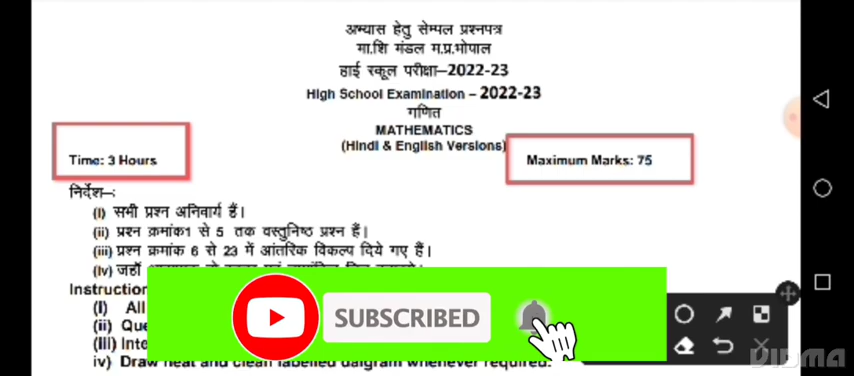 अभ्यास हेतु सेम्पल प्रश्नपत्र
मा.शि मंडल म.प्र.भोपाल
हाई स्कूल परीक्षा–2022-23
High School Examination – 2022-23
गणित
MATHEMATICS
(Hindi & English Versions)
Time: 3 Hours
Maximum Marks: 75
निर्देश–:
(i) सभी प्रश्न अनिवार्य हैं।
(ii) प्रश्न क्रमांक1 से 5 तक वस्तुनिष्ठ प्रश्न हैं।
(iii) प्रश्न क्रमांक 6 से 23 में आंतरिक विकल्प दिये गए हैं।
(iv) जहाँ
Instruction
(i) All
(ii) Que
(iii) Inte
iv) Draw neat and clean labelled daigram whenever required.
SUBSCRIBED
VIDMA